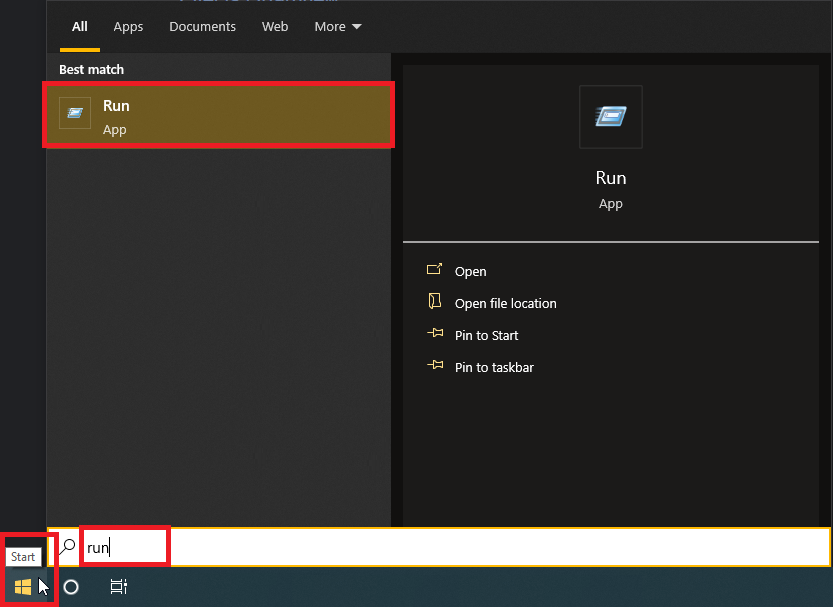 All Apps Documents Web More
Best match
Run
App
Run
App
Open
Open file location
Pin to Start
Pin to taskbar
run
Start